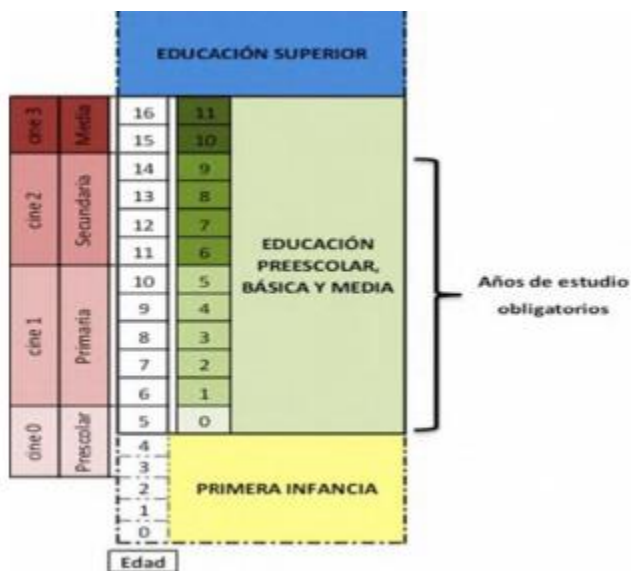 EDUCACIÓN SUPERIOR
cine 3 Media 16 11
15 10
cine 2 Secundaria 14 9
13 8
12 7
11 6
EDUCACIÓN
PREESCOLAR,
BÁSICA Y MEDIA
Años de estudio
obligatorios
cine 1 Primaria 10 5
9 4
8 3
7 2
6 1
cine 0 Prescolar 5 0
4
3
2
1
0
PRIMERA INFANCIA
Edad